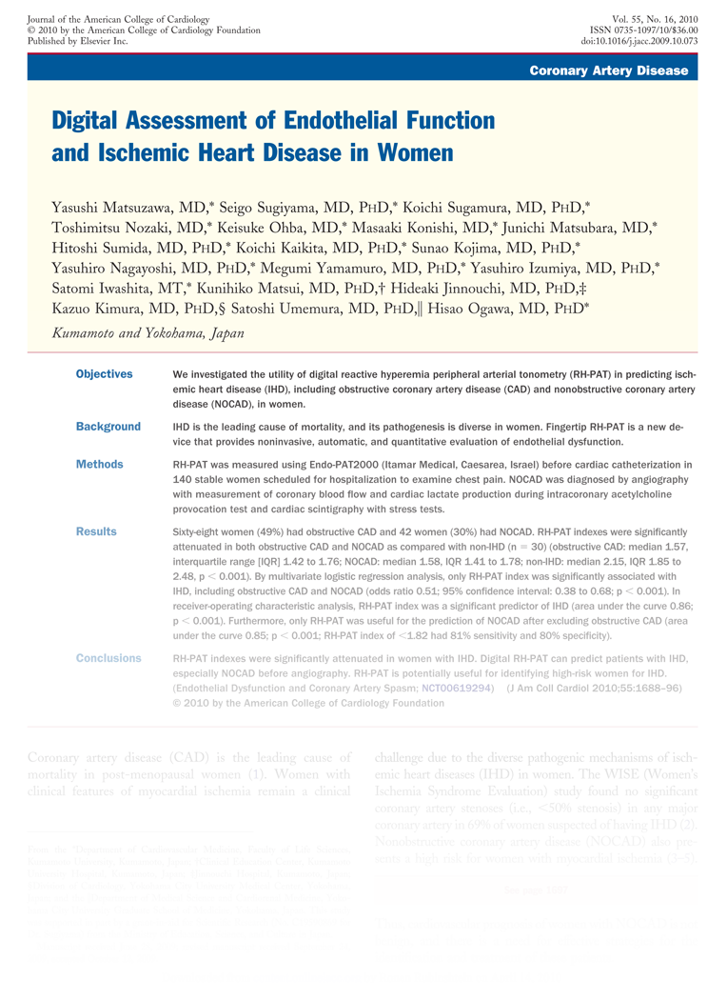 Journal of the American College of Cardiology
© 2010 by the American College of Cardiology Foundation
Published by Elsevier Inc.
Vol. 55, No. 16, 2010
ISSN 0735-1097/10/$36.00
doi:10.1016/j.jacc.2009.10.073
Coronary Artery Disease
Digital Assessment of Endothelial Function
and Ischemic Heart Disease in Women
Yasushi Matsuzawa, MD,* Seigo Sugiyama, MD, PHD,* Koichi Sugamura, MD, PHD,*
Toshimitsu Nozaki, MD,* Keisuke Ohba, MD,* Masaaki Konishi, MD,* Junichi Matsubara, MD,*
Hitoshi Sumida, MD, PHD,* Koichi Kaikita, MD, PHD,* Sunao Kojima, MD, PHD,*
Yasuhiro Nagayoshi, MD, PHD,* Megumi Yamamuro, MD, PHD,* Yasuhiro Izumiya, MD, PHD,*
Satomi Iwashita, MT,* Kunihiko Matsui, MD, PHD,† Hideaki Jinnouchi, MD, PHD,‡
Kazuo Kimura, MD, PHD,§ Satoshi Umemura, MD, PHD,‖ Hisao Ogawa, MD, PHD*
Kumamoto and Yokohama, Japan
Objectives We investigated the utility of digital reactive hyperemia peripheral arterial tonometry (RH-PAT) in predicting isch-
emic heart disease (IHD), including obstructive coronary artery disease (CAD) and nonobstructive coronary artery
disease (NOCAD), in women.
Background IHD is the leading cause of mortality, and its pathogenesis is diverse in women. Fingertip RH-PAT is a new de-
vice that provides noninvasive, automatic, and quantitative evaluation of endothelial dysfunction.
Methods RH-PAT was measured using Endo-PAT2000 (Itamar Medical, Caesarea, Israel) before cardiac catheterization in
140 stable women scheduled for hospitalization to examine chest pain. NOCAD was diagnosed by angiography
with measurement of coronary blood flow and cardiac lactate production during intracoronary acetylcholine
provocation test and cardiac scintigraphy with stress tests.
Results Sixty-eight women (49%) had obstructive CAD and 42 women (30%) had NOCAD. RH-PAT indexes were significantly
attenuated in both obstructive CAD and NOCAD as compared with non-IHD (n = 30) (obstructive CAD: median 1.57,
interquartile range [IQR] 1.42 to 1.76; NOCAD: median 1.58, IQR 1.41 to 1.78; non-IHD: median 2.15, IQR 1.85 to
2.48, p < 0.001). By multivariate logistic regression analysis, only RH-PAT index was significantly associated with
IHD, including obstructive CAD and NOCAD (odds ratio 0.51; 95% confidence interval: 0.38 to 0.68; p < 0.001). In
receiver-operating characteristic analysis, RH-PAT index was a significant predictor of IHD (area under the curve 0.86;
p < 0.001). Furthermore, only RH-PAT was useful for the prediction of NOCAD after excluding obstructive CAD (area
under the curve 0.85; p < 0.001; RH-PAT index of <1.82 had 81% sensitivity and 80% specificity).
Conclusions RH-PAT indexes were significantly attenuated in women with IHD. Digital RH-PAT can predict patients with IHD,
especially NOCAD before angiography. RH-PAT is potentially useful for identifying high-risk women for IHD.
(Endothelial Dysfunction and Coronary Artery Spasm; NCT00619294) (J Am Coll Cardiol 2010;55:1688–96)
© 2010 by the American College of Cardiology Foundation
Coronary artery disease (CAD) is the leading cause of
mortality in post-menopausal women (1). Women with
clinical features of myocardial ischemia remain a clinical
challenge due to the diverse pathogenic mechanisms of isch-
emic heart diseases (IHD) in women. The WISE (Women's
Ischemia Syndrome Evaluation) study found no significant
coronary artery stenoses (i.e., <50% stenosis) in any major
coronary artery in 69% of women suspected of having IHD (2).
Nonobstructive coronary artery disease (NOCAD) also pre-
sents a high risk for women with myocardial ischemia (3–5).
See page 1697